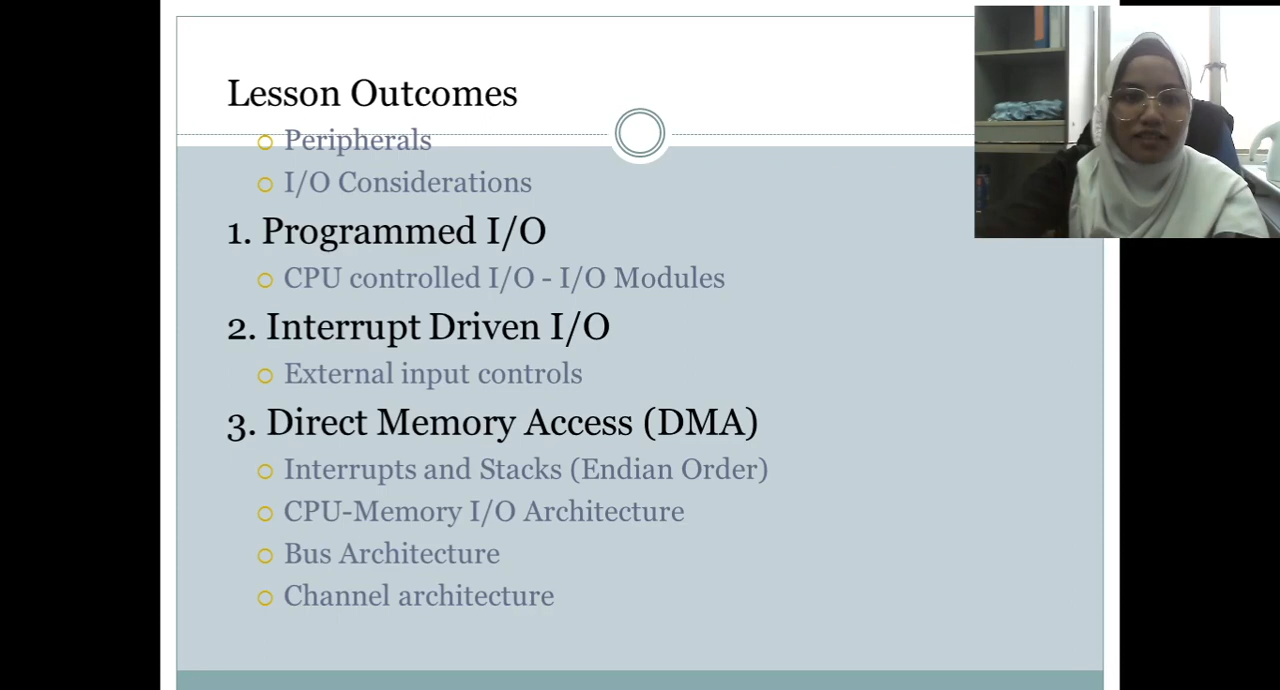 Lesson Outcomes
Peripherals
I/O Considerations
1. Programmed I/O
CPU controlled I/O - I/O Modules
2. Interrupt Driven I/O
External input controls
3. Direct Memory Access (DMA)
Interrupts and Stacks (Endian Order)
CPU-Memory I/O Architecture
Bus Architecture
Channel architecture